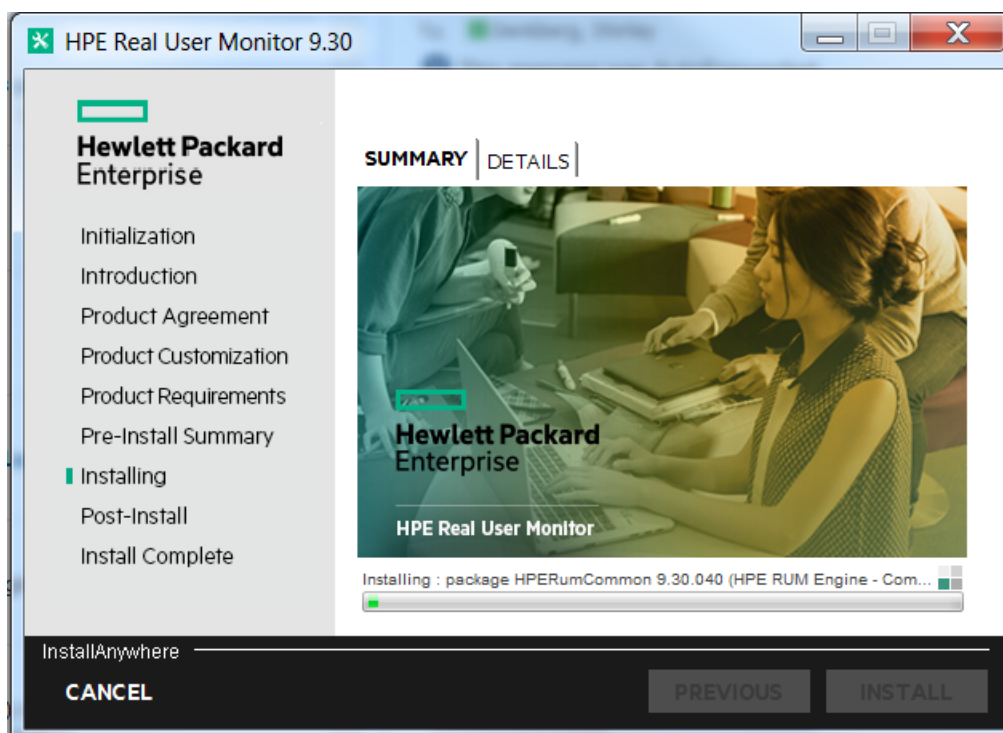 HPE Real User Monitor 9.30
Hewlett Packard
Enterprise
Initialization
Introduction
Product Agreement
Product Customization
Product Requirements
Pre-Install Summary
Installing
Post-Install
Install Complete
SUMMARY DETAILS
Hewlett Packard
Enterprise
HPE Real User Monitor
Installing : package HPERumCommon 9.30.040 (HPE RUM Engine - Com...
InstallAnywhere
CANCEL PREVIOUS INSTALL